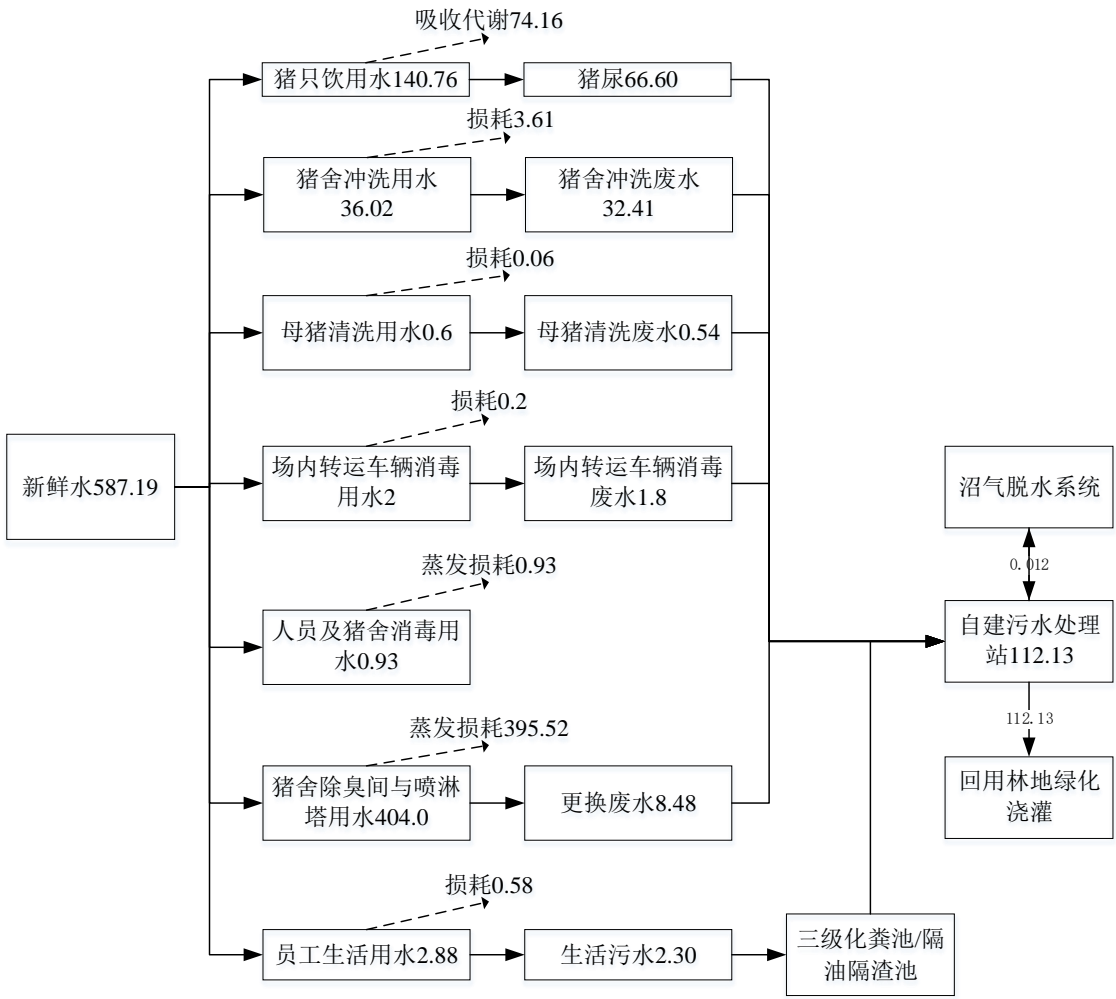 吸收代谢74.16
猪只饮用水140.76
猪尿66.60
损耗3.61
猪舍冲洗用水
36.02
猪舍冲洗废水
32.41
损耗0.06
母猪清洗用水0.6
母猪清洗废水0.54
损耗0.2
新鲜水587.19
场内转运车辆消毒
用水2
场内转运车辆消毒
废水1.8
沼气脱水系统
0.012
蒸发损耗0.93
人员及猪舍消毒用
水0.93
自建污水处理
站112.13
112.13
蒸发损耗395.52
猪舍除臭间与喷淋
塔用水404.0
更换废水8.48
回用林地绿化
浇灌
损耗0.58
员工生活用水2.88
生活污水2.30
三级化粪池/隔
油隔渣池